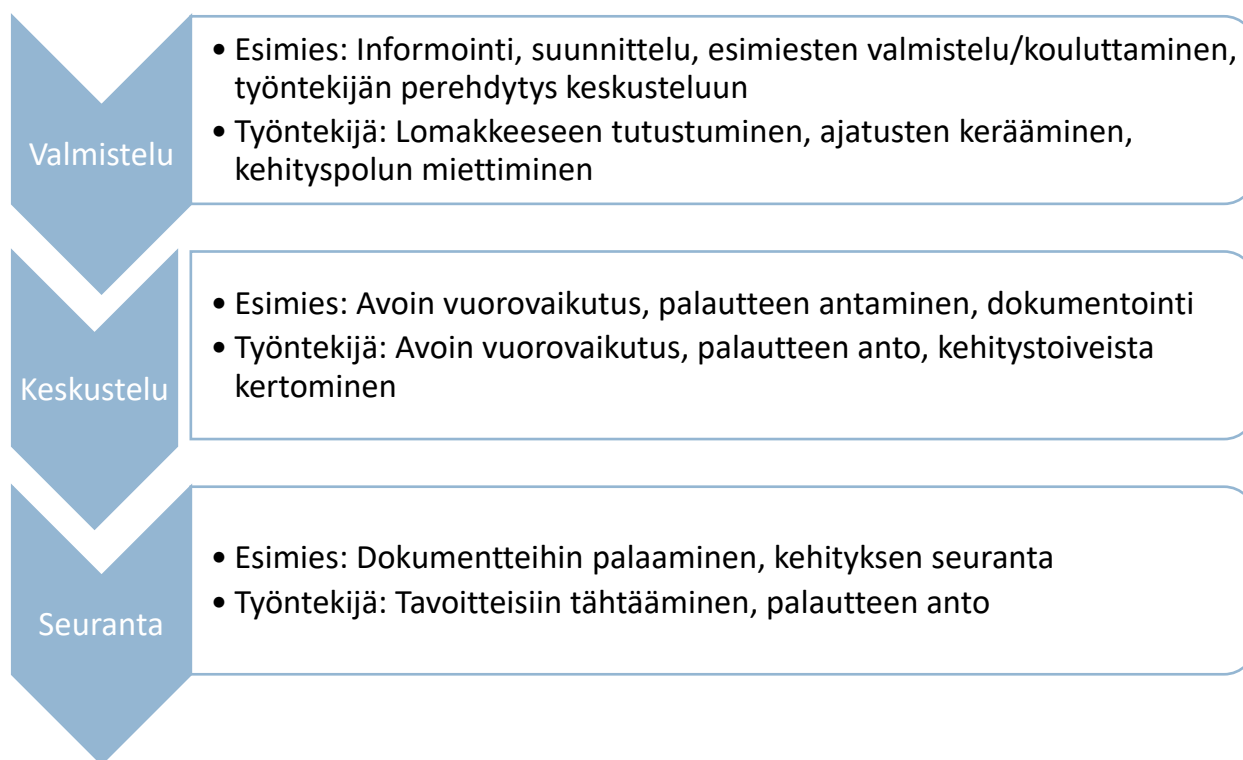 Valmistelu
• Esimies: Informointi, suunnittelu, esimiesten valmistelu/kouluttaminen,
työntekijän perehdytys keskusteluun
• Työntekijä: Lomakkeeseen tutustuminen, ajatusten kerääminen,
kehityspolun miettiminen
Keskustelu
• Esimies: Avoin vuorovaikutus, palautteen antaminen, dokumentointi
• Työntekijä: Avoin vuorovaikutus, palautteen anto, kehitystoiveista
kertominen
Seuranta
• Esimies: Dokumentteihin palaaminen, kehityksen seuranta
• Työntekijä: Tavoitteisiin tähtääminen, palautteen anto